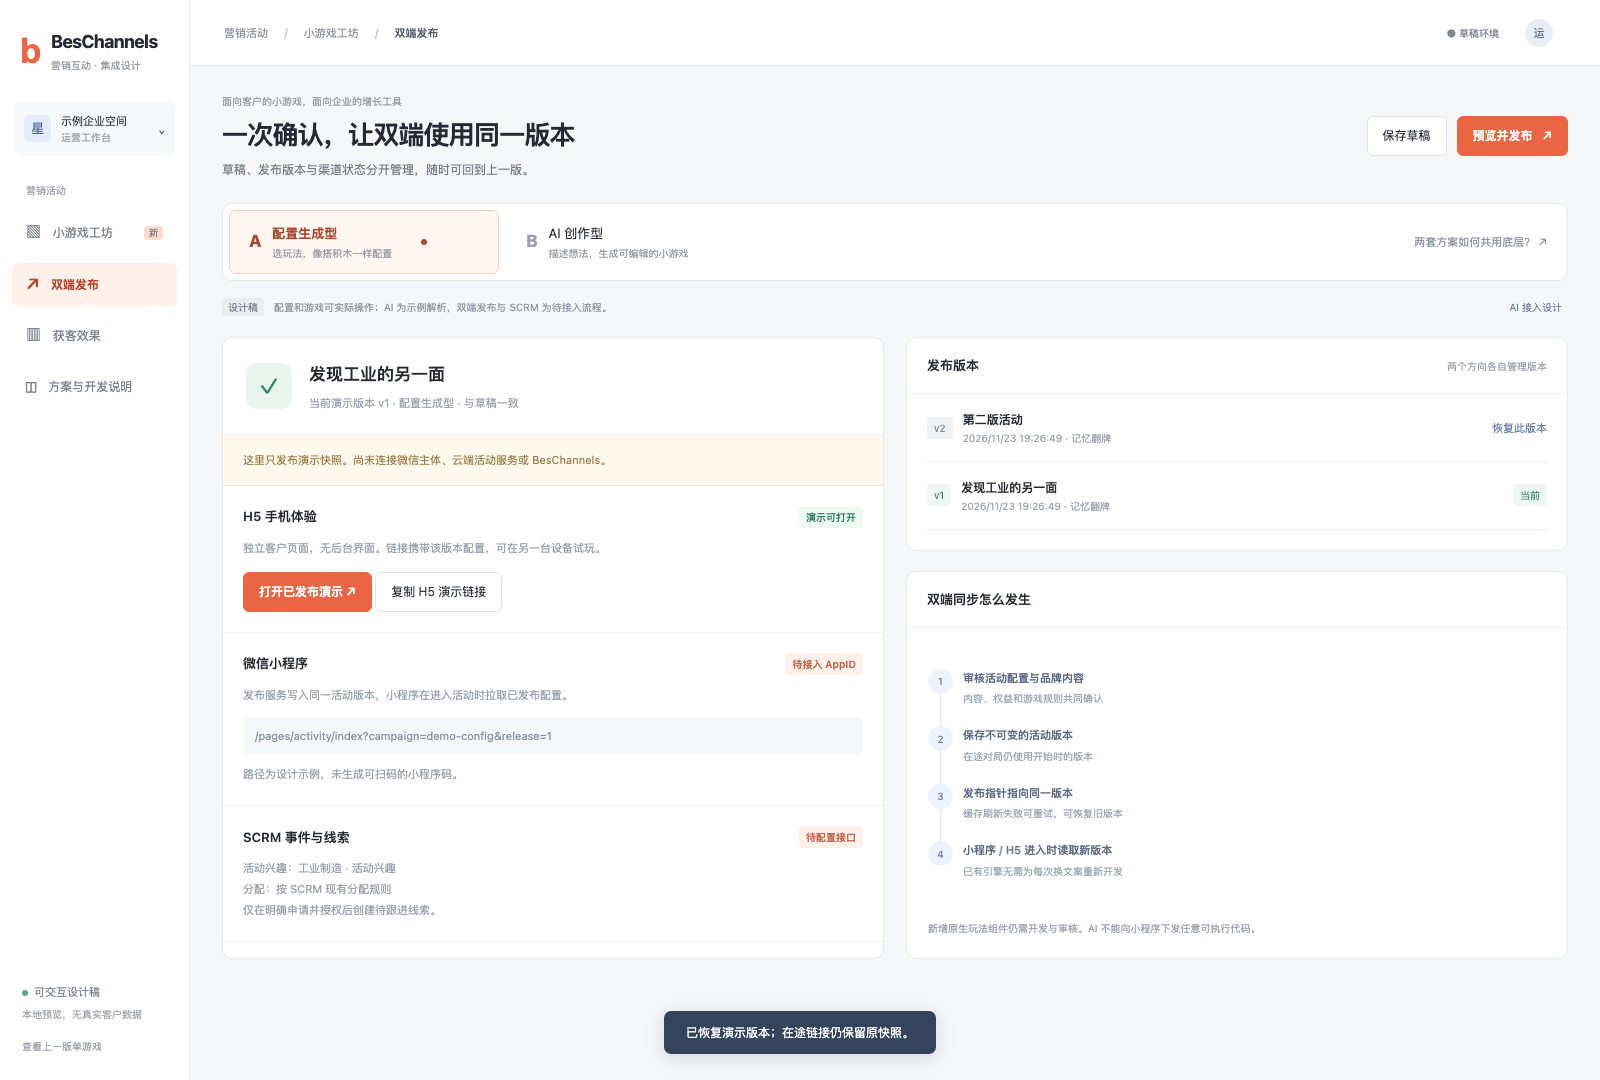 b BesChannels
营销互动 · 集成设计
星 示例企业空间
运营工作台
营销活动
小游戏工坊 新
双端发布
获客效果
方案与开发说明
可交互设计稿
本地预览，无真实客户数据
查看上一版单游戏
营销活动 / 小游戏工坊 / 双端发布
草稿环境 运
面向客户的小游戏，面向企业的增长工具
一次确认，让双端使用同一版本
草稿、发布版本与渠道状态分开管理，随时可回到上一版。
保存草稿 预览并发布 ↗
A 配置生成型
选玩法，像搭积木一样配置
B AI 创作型
描述想法，生成可编辑的小游戏
两套方案如何共用底层？ ↗
设计稿 配置和游戏可实际操作；AI 为示例解析，双端发布与 SCRM 为待接入流程。
AI 接入设计
发现工业的另一面
当前演示版本 v1 · 配置生成型 · 与草稿一致
这里只发布演示快照。尚未连接微信主体、云端活动服务或 BesChannels。
H5 手机体验 演示可打开
独立客户页面，无后台界面。链接携带该版本配置，可在另一台设备试玩。
打开已发布演示 ↗ 复制 H5 演示链接
微信小程序 待接入 AppID
发布服务写入同一活动版本，小程序在进入活动时拉取已发布配置。
/pages/activity/index?campaign=demo-config&release=1
路径为设计示例，未生成可扫码的小程序码。
SCRM 事件与线索 待配置接口
活动兴趣：工业制造 · 活动兴趣
分配：按 SCRM 现有分配规则
仅在明确申请并授权后创建待跟进线索。
发布版本 两个方向各自管理版本
v2 第二版活动
2026/11/23 19:26:49 · 记忆翻牌
恢复此版本
v1 发现工业的另一面
2026/11/23 19:26:49 · 记忆翻牌
当前
双端同步怎么发生
1 审核活动配置与品牌内容
内容、权益和游戏规则共同确认
2 保存不可变的活动版本
在途对局仍使用开始时的版本
3 发布指针指向同一版本
缓存刷新失败可重试，可恢复旧版本
4 小程序 / H5 进入时读取新版本
已有引擎无需为每次换文案重新开发
新增原生玩法组件仍需开发与审核。AI 不能向小程序下发任意可执行代码。
已恢复演示版本；在途链接仍保留原快照。